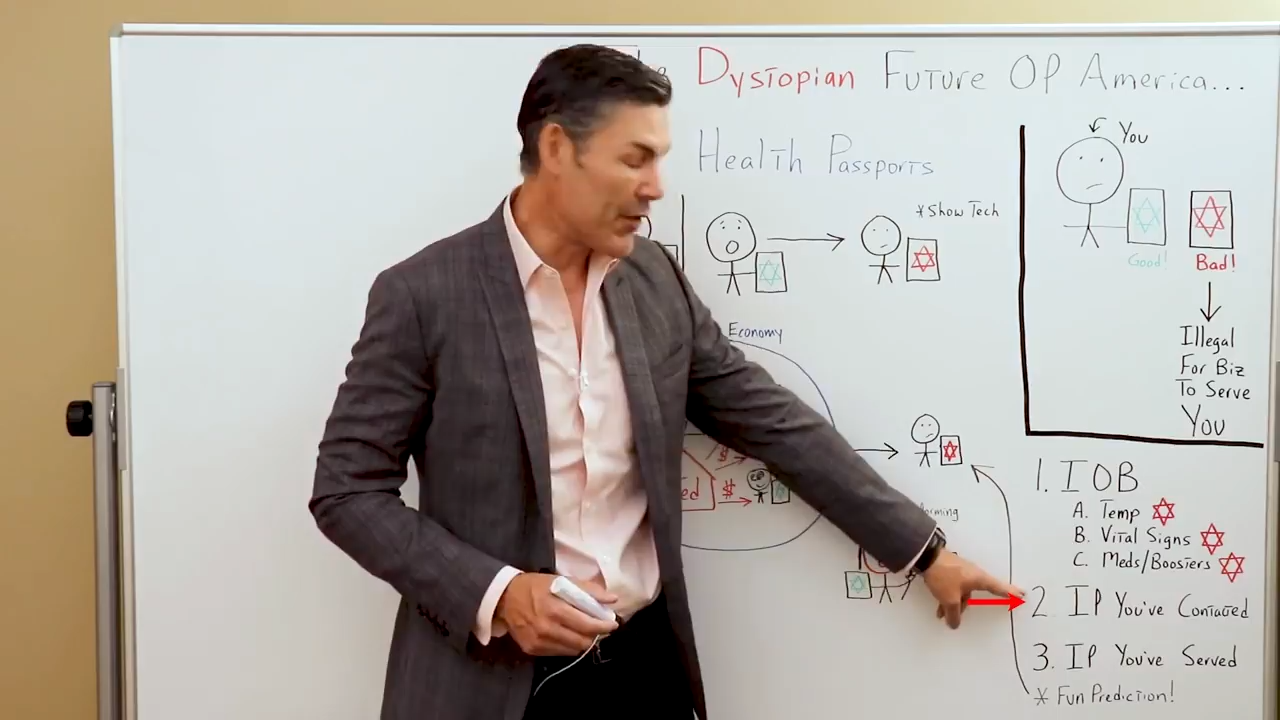 Dystopian Future Of America...
Health Passports
*Show Tech
You
Good!
Bad!
Illegal
For Biz
To Serve
You
Economy
$
$
1. IOB
A. Temp
B. Vital Signs
C. Meds/Boosters
2 If You've Contacted
3. If You've Served
* Fun Prediction!